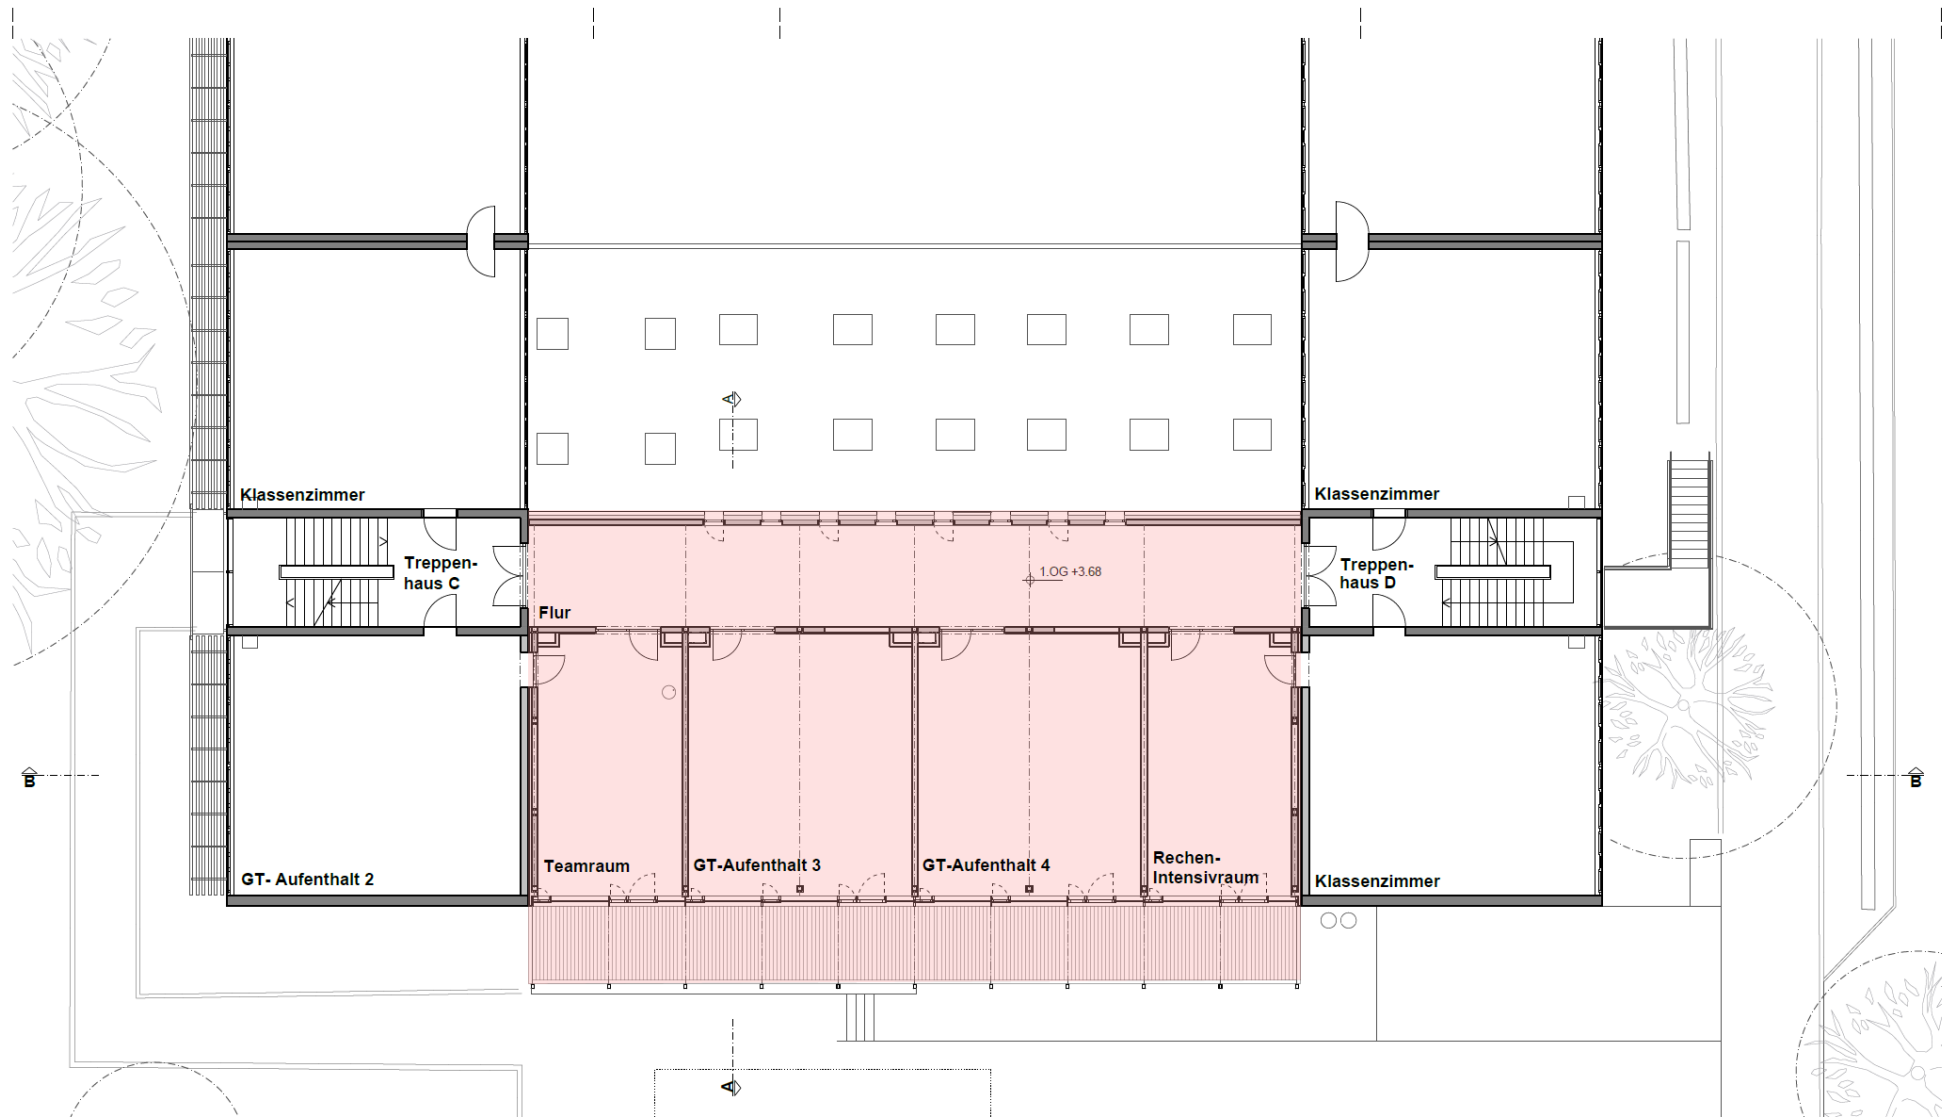 A
Klassenzimmer
Klassenzimmer
Treppen-
haus C
1.OG +3.68
Treppen-
haus D
Flur
B
B
Teamraum
GT-Aufenthalt 3
GT-Aufenthalt 4
Rechen-
Intensivraum
GT- Aufenthalt 2
Klassenzimmer
A